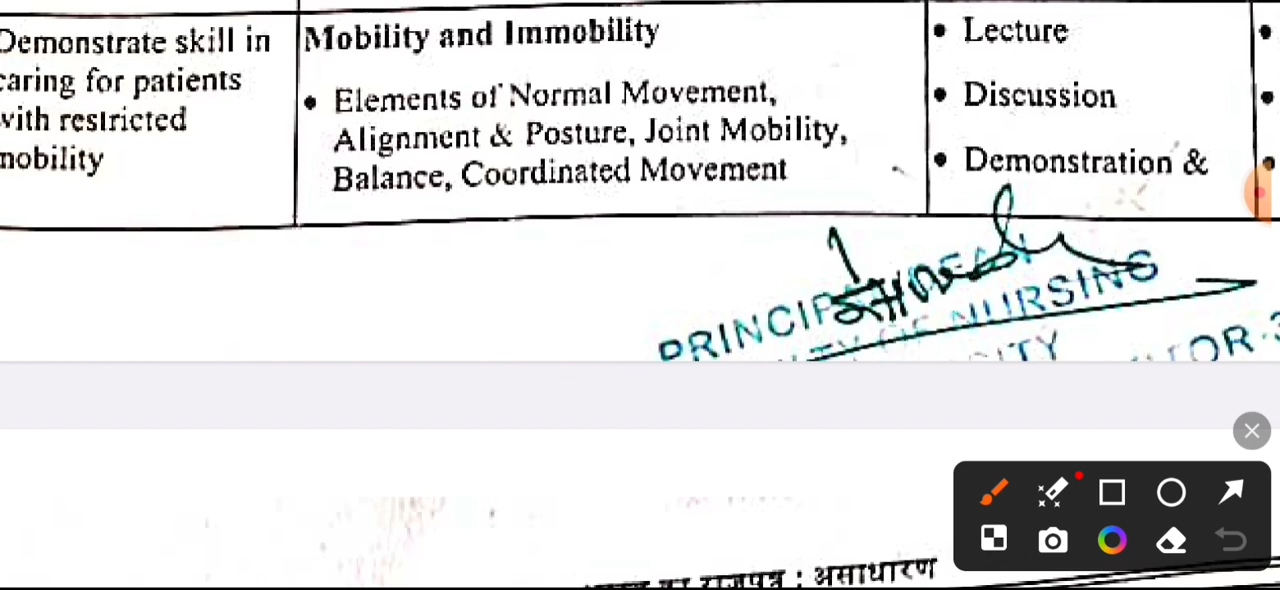 Demonstrate skill in
caring for patients
with restricted
mobility
Mobility and Immobility
• Elements of Normal Movement,
Alignment & Posture, Joint Mobility,
Balance, Coordinated Movement
• Lecture
• Discussion
• Demonstration &
NURSING
राजपत्र : असाधारण